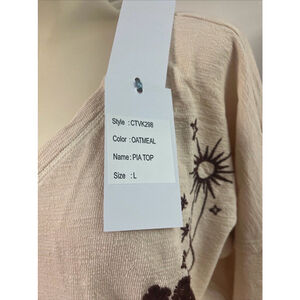 Style : CTVK298
Color : OATMEAL
Name : PIA TOP
Size : L